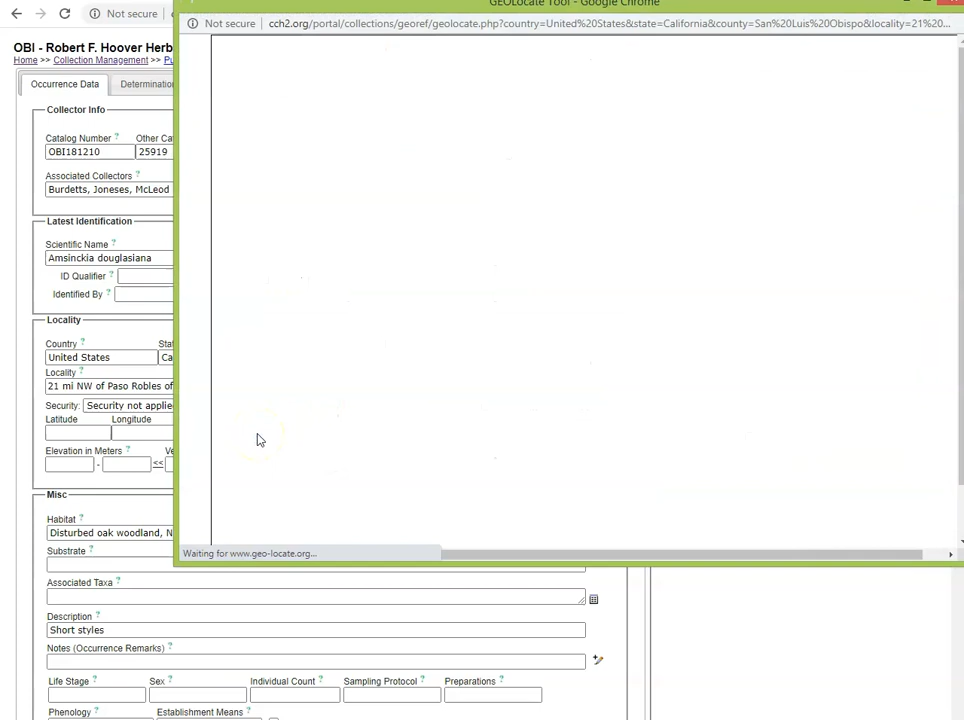 GEOLocate Tool - Google Chrome
Not secure
Not secure cch2.org/portal/collections/georef/geolocate.php?country=United States&state=California&county=San%20Luis%20Obispo&locality=21%20...
OBI - Robert F. Hoover Herb
Home >> Collection Management >> Pu
Occurrence Data Determination
Collector Info
Catalog Number ? Other Ca
OBI181210 25919
Associated Collectors ?
Burdetts, Joneses, McLeod
Latest Identification
Scientific Name ?
Amsinckia douglasiana
ID Qualifier ?
Identified By ?
Locality
Country ? Sta
United States Ca
Locality ?
21 mi NW of Paso Robles of
Security: Security not applie
Latitude Longitude
Elevation in Meters ? Ve
- <<
Misc
Habitat ?
Disturbed oak woodland, N
Waiting for www.geo-locate.org...
Substrate ?
Associated Taxa ?
Description ?
Short styles
Notes (Occurrence Remarks) ?
Life Stage ? Sex ? Individual Count ? Sampling Protocol ? Preparations ?
Phenology ? Establishment Means ?